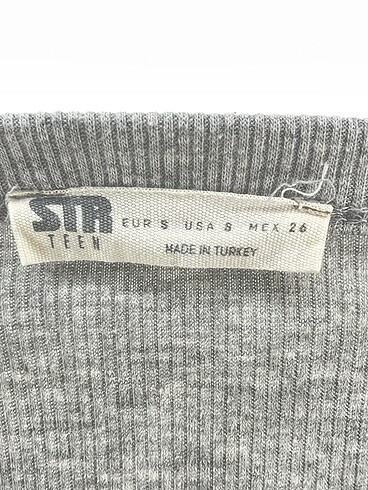 STR EUR S USA S MEX 26
TEEN MADE IN TURKEY